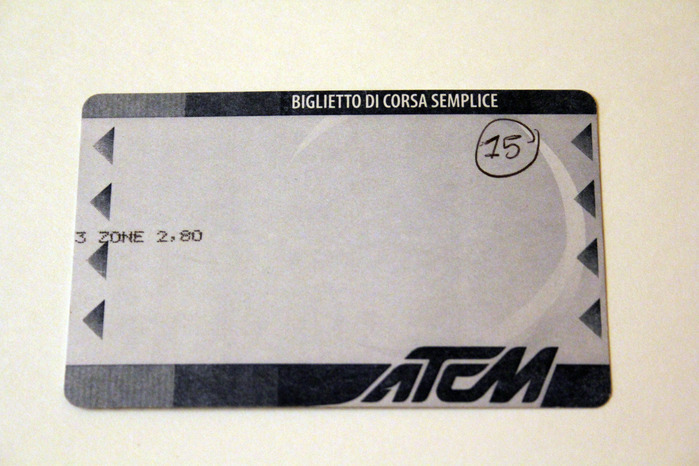 BIGLIETTO DI CORSA SEMPLICE
15
3 ZONE 2,80
ATCM